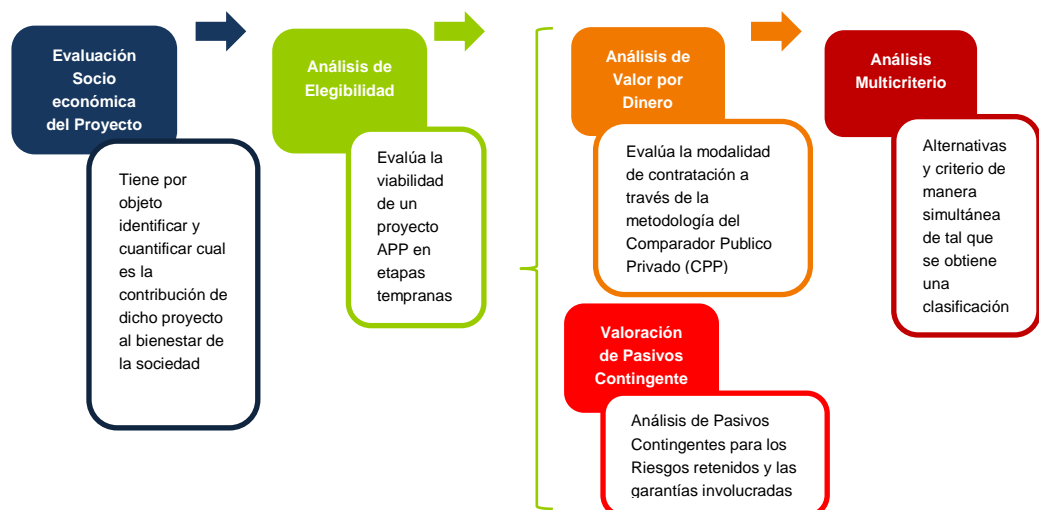 Evaluación
Socio
económica
del Proyecto
Tiene por
objeto
identificar y
cuantificar cual
es la
contribución de
dicho proyecto
al bienestar de
la sociedad
Análisis de
Elegibilidad
Evalúa la
viabilidad
de un
proyecto
APP en
etapas
tempranas
Análisis de
Valor por
Dinero
Evalúa la modalidad
de contratación a
través de la
metodología del
Comparador Publico
Privado (CPP)
Valoración
de Pasivos
Contingente
Análisis de Pasivos
Contingentes para los
Riesgos retenidos y las
garantías involucradas
Análisis
Multicriterio
Alternativas
y criterio de
manera
simultánea
de tal que
se obtiene
una
clasificación